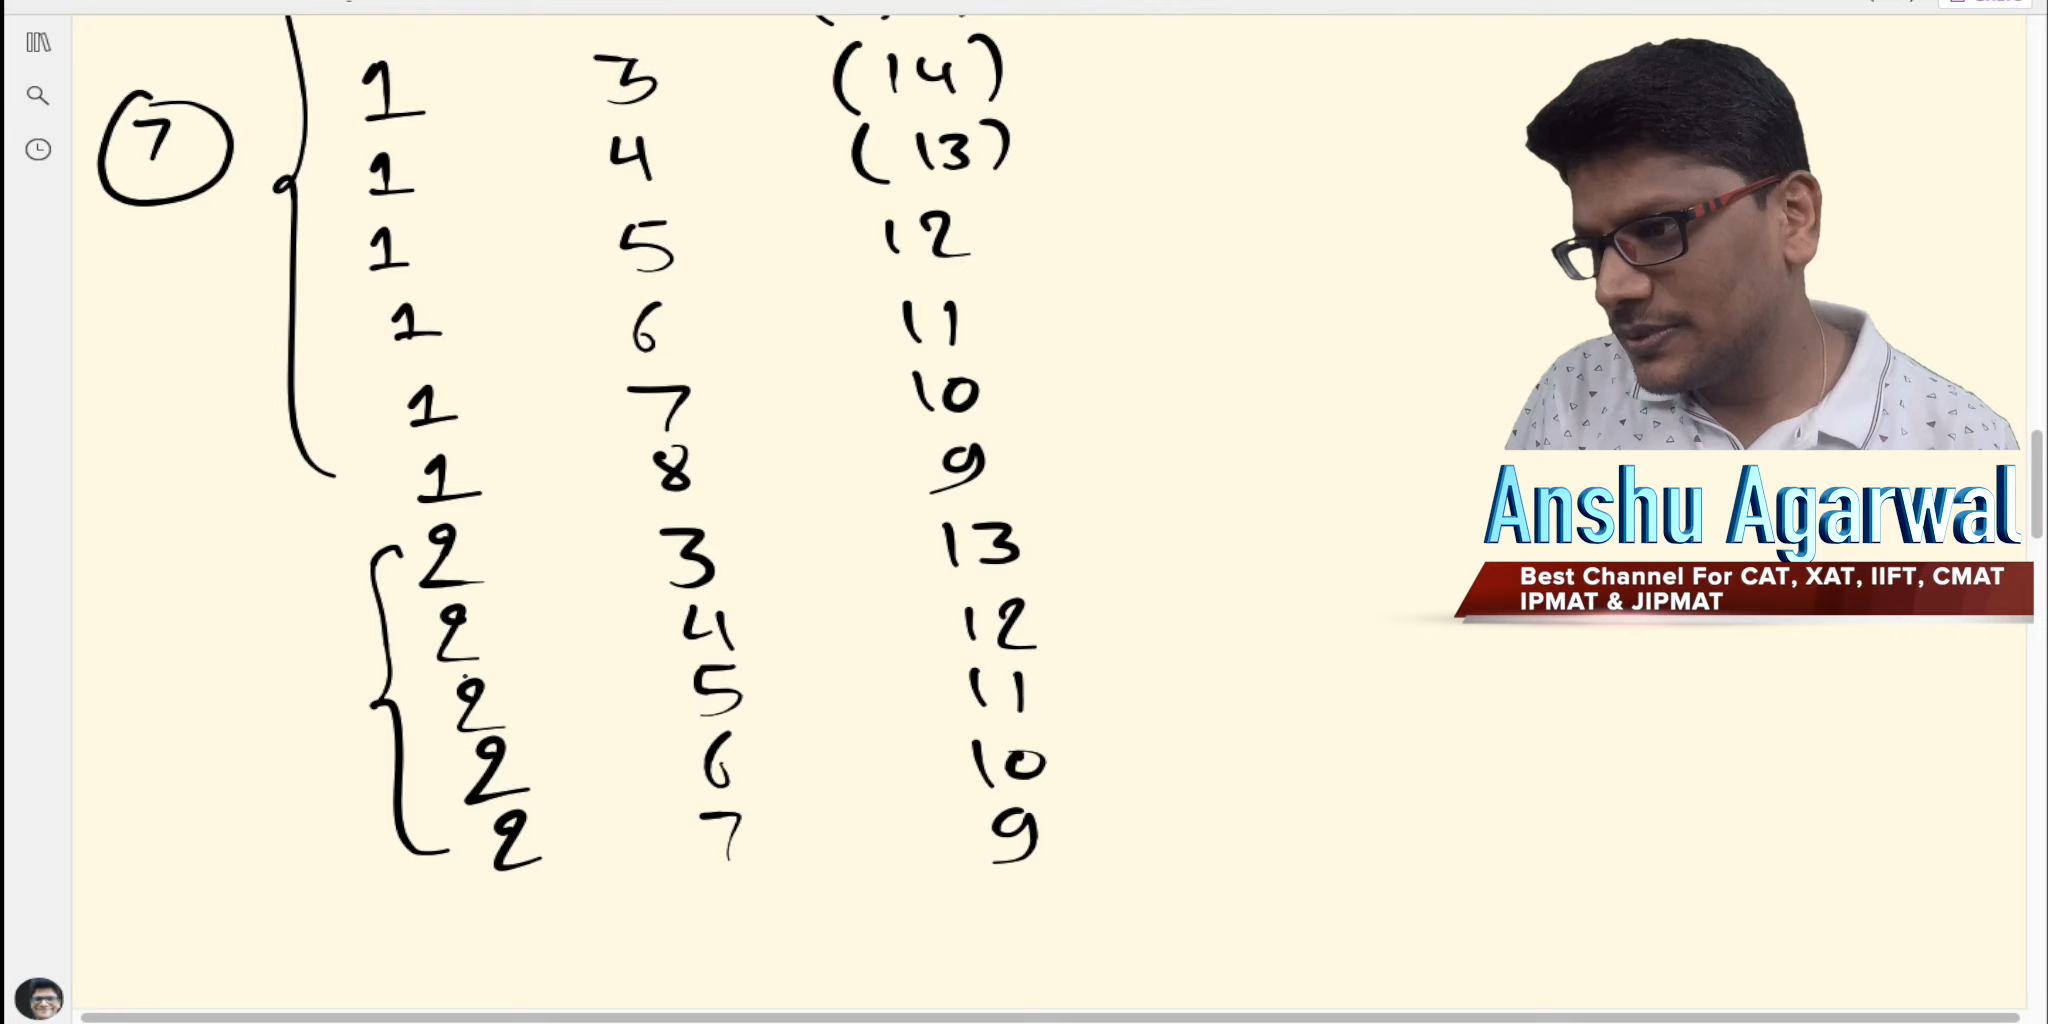 1 3 (14)
7
1 4 (13)
1 5 12
1 6 11
1 7 10
1 8 9
2 3 13
2 4 12
2 5 11
2 6 10
2 7 9
Anshu Agarwal
Best Channel For CAT, XAT, IIFT, CMAT
IPMAT & JIPMAT